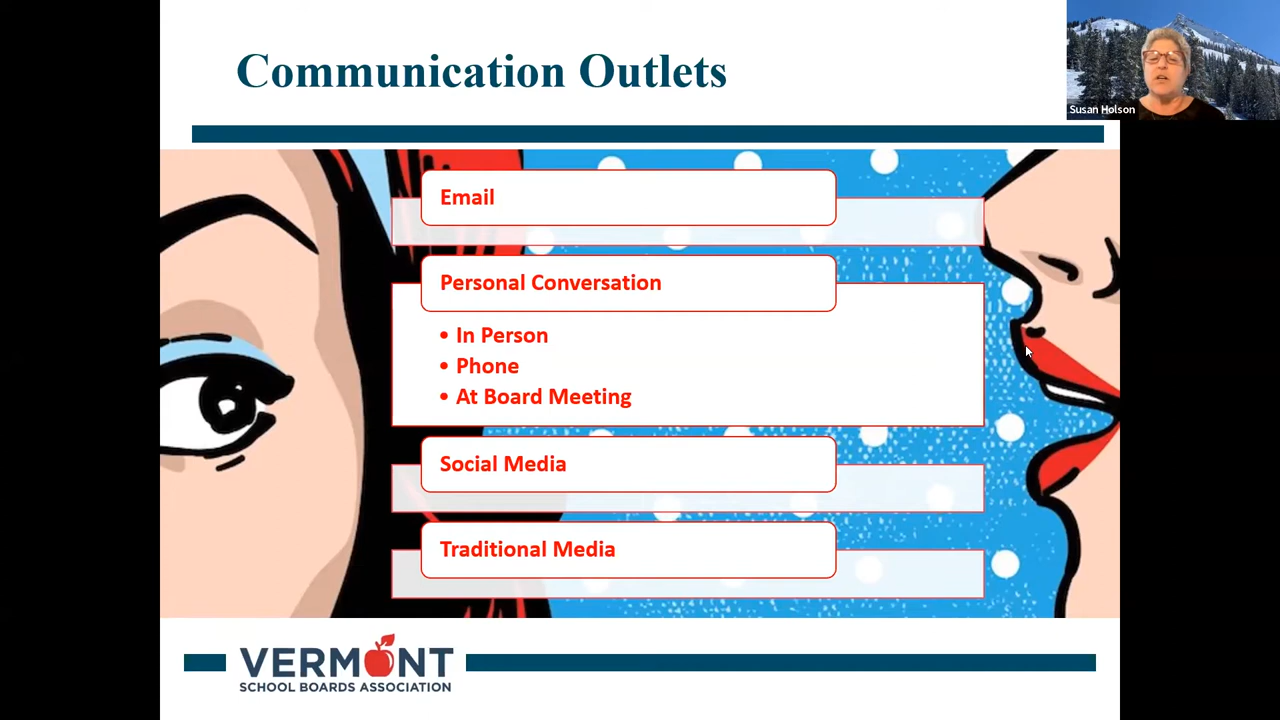 Communication Outlets
Susan Holson
Email
Personal Conversation
• In Person
• Phone
• At Board Meeting
Social Media
Traditional Media
VERMONT
SCHOOL BOARDS ASSOCIATION